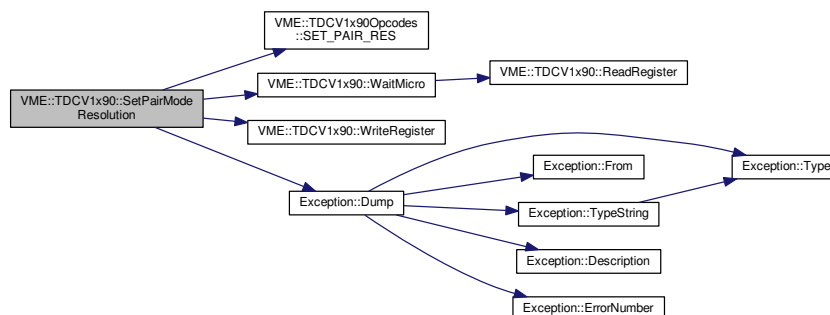 VME::TDCV1x90Opcodes
::SET_PAIR_RES
VME::TDCV1x90::WaitMicro
VME::TDCV1x90::ReadRegister
VME::TDCV1x90::SetPairMode
Resolution
VME::TDCV1x90::WriteRegister
Exception::From
Exception::Type
Exception::Dump
Exception::TypeString
Exception::Description
Exception::ErrorNumber